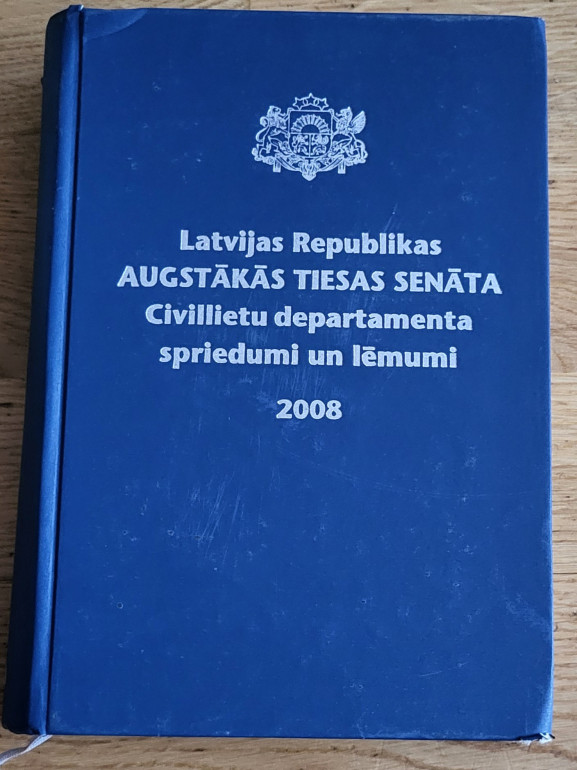 Latvijas Republikas
AUGSTĀKĀS TIESAS SENĀTA
Civillietu departamenta
spriedumi un lēmumi
2008